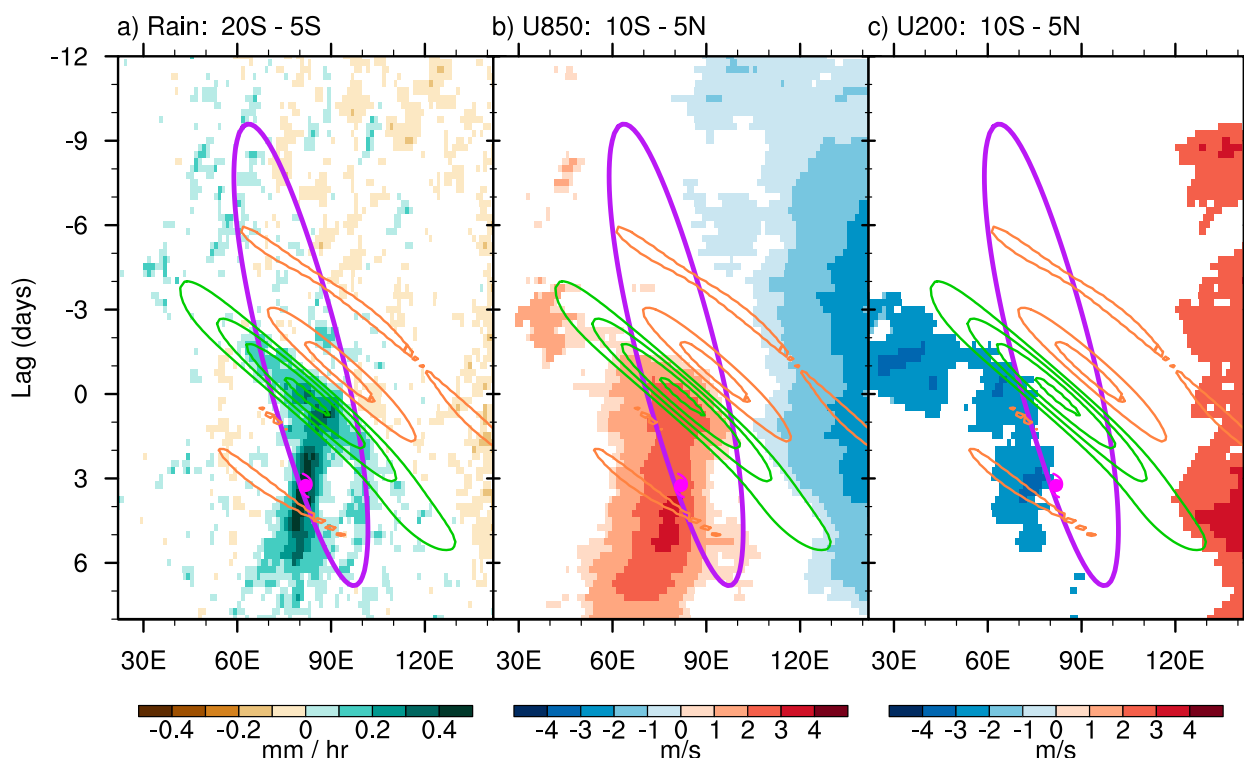 a) Rain: 20S - 5S
b) U850: 10S - 5N
c) U200: 10S - 5N
Lag (days)
-12
-9
-6
-3
0
3
6
30E 60E 90E 120E
30E 60E 90E 120E
30E 60E 90E 120E
-0.4 -0.2 0 0.2 0.4
mm / hr
-4 -3 -2 -1 0 1 2 3 4
m/s
-4 -3 -2 -1 0 1 2 3 4
m/s